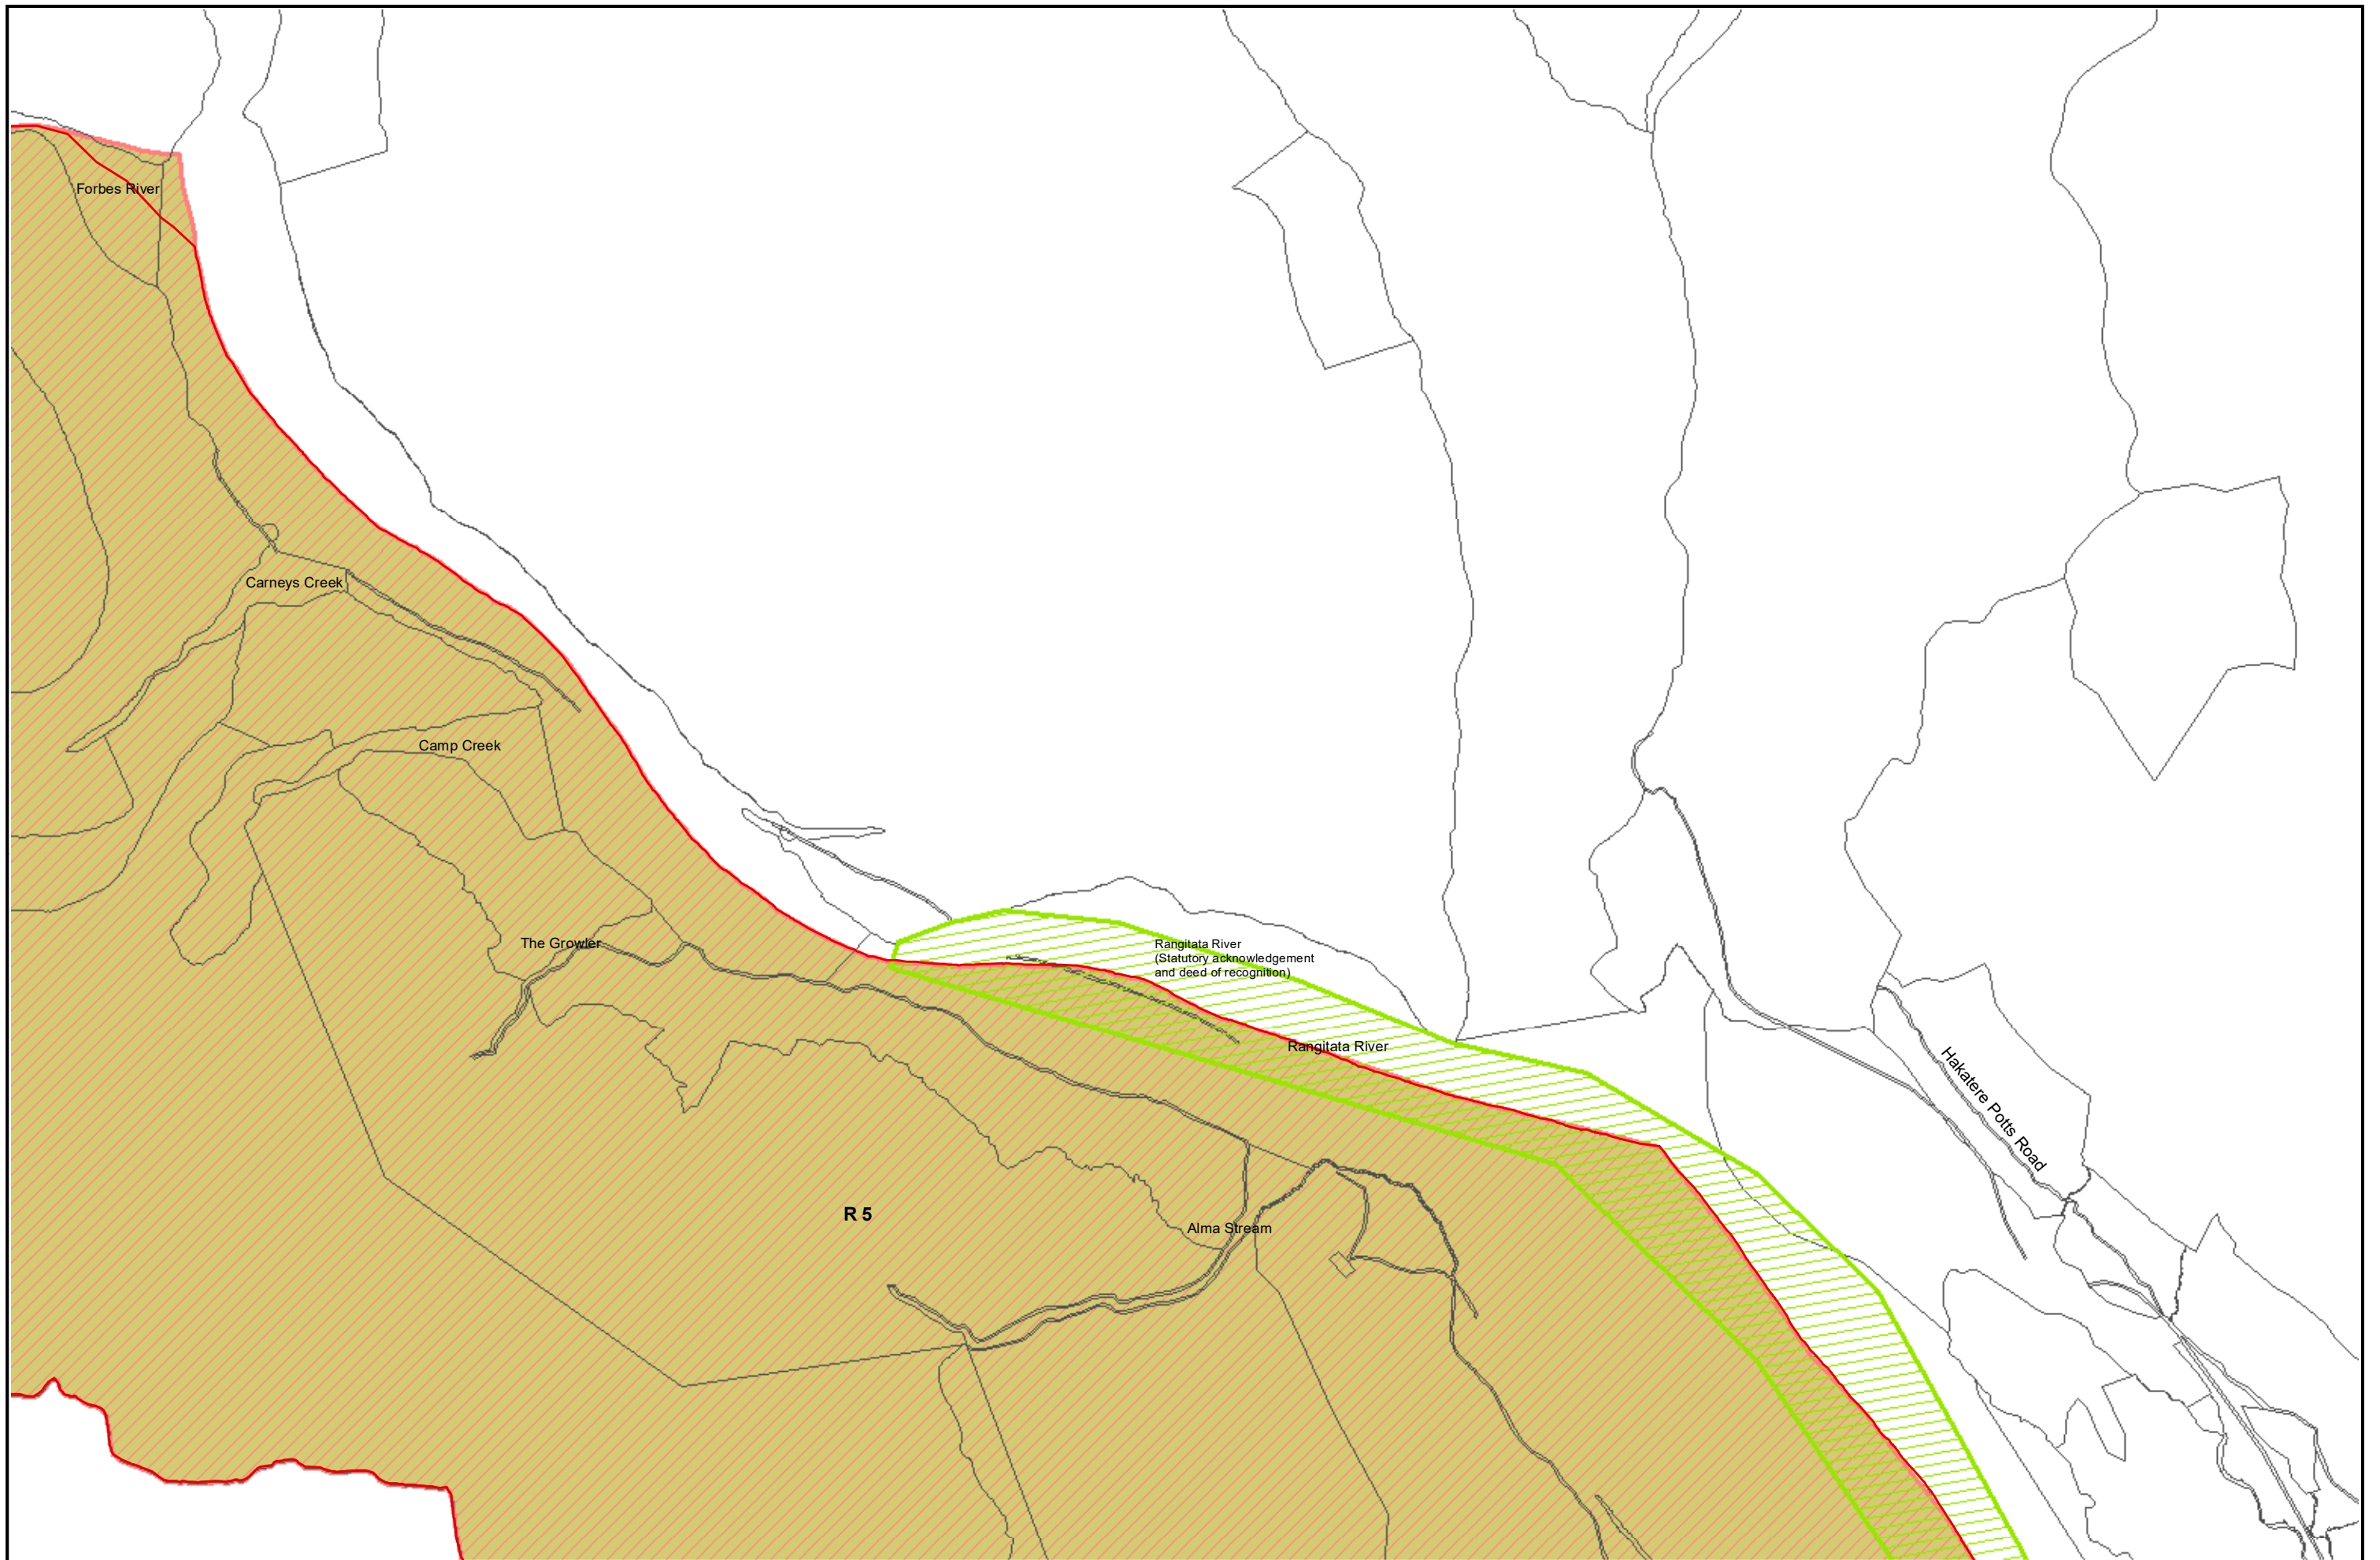 Forbes River
Carneys Creek
Camp Creek
The Growler
Rangitata River
(Statutory acknowledgement
and deed of recognition)
Rangitata River
Hakatere Potts Road
R 5
Alma Stream